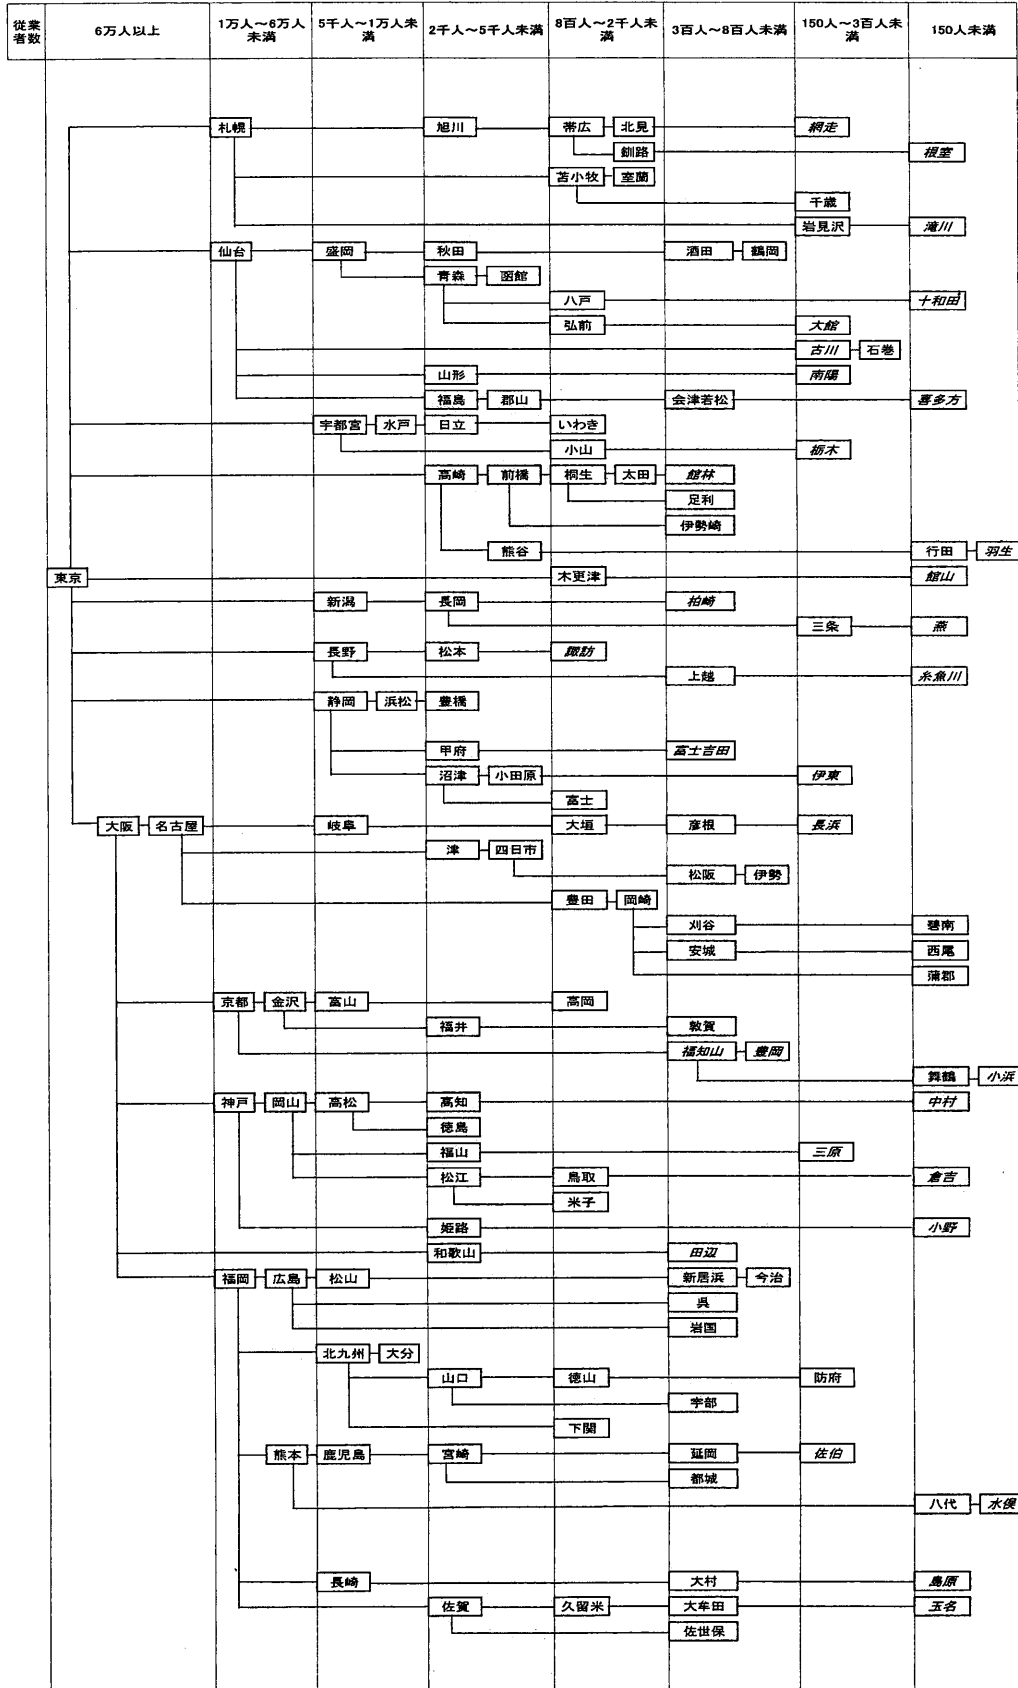 従業者数 6万人以上 1万人～6万人未満 5千人～1万人未満 2千人～5千人未満 8百人～2千人未満 3百人～8百人未満 150人～3百人未満 150人未満
札幌 旭川 帯広 北見 網走
釧路 根室
苫小牧 室蘭
千歳
岩見沢 滝川
仙台 盛岡 秋田 酒田 鶴岡
青森 函館
八戸 十和田
弘前 大館
古川 石巻
山形 南陽
福島 郡山 会津若松 喜多方
宇都宮 水戸 日立 いわき
小山 栃木
高崎 前橋 桐生 太田 館林
足利
伊勢崎
熊谷 行田 羽生
東京 木更津 館山
新潟 長岡 柏崎
三条 燕
長野 松本 諏訪
上越 糸魚川
静岡 浜松 豊橋
甲府 富士吉田
沼津 小田原 伊東
富士
大阪 名古屋 岐阜 大垣 彦根 長浜
津 四日市
松阪 伊勢
豊田 岡崎
刈谷 碧南
安城 西尾
蒲郡
京都 金沢 富山 高岡
福井 敦賀
福知山 豊岡
舞鶴 小浜
神戸 岡山 高松 高知 中村
徳島
福山 三原
松江 鳥取 倉吉
米子
姫路 小野
和歌山 田辺
福岡 広島 松山 新居浜 今治
呉
岩国
北九州 大分
山口 徳山 防府
宇部
下関
熊本 鹿児島 宮崎 延岡 佐伯
都城
八代 水俣
長崎 大村 島原
佐賀 久留米 大牟田 玉名
佐世保